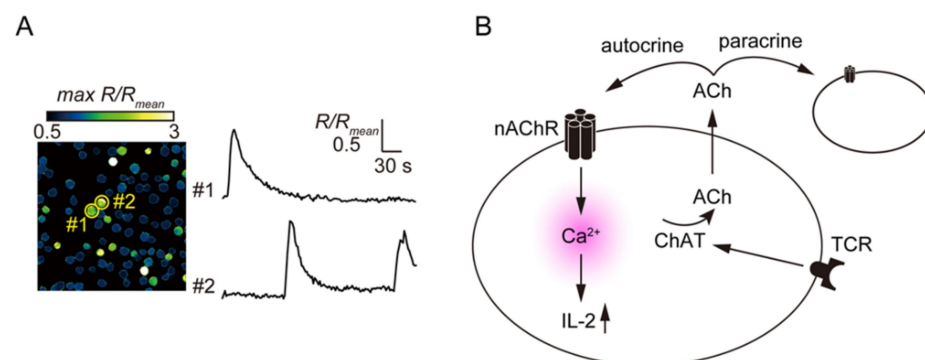 A
max R/Rmean
0.5 3
#1
#2
R/Rmean
0.5
30 s
#1
#2
B
autocrine
paracrine
ACh
nAChR
ACh
Ca²⁺
ChAT
TCR
IL-2